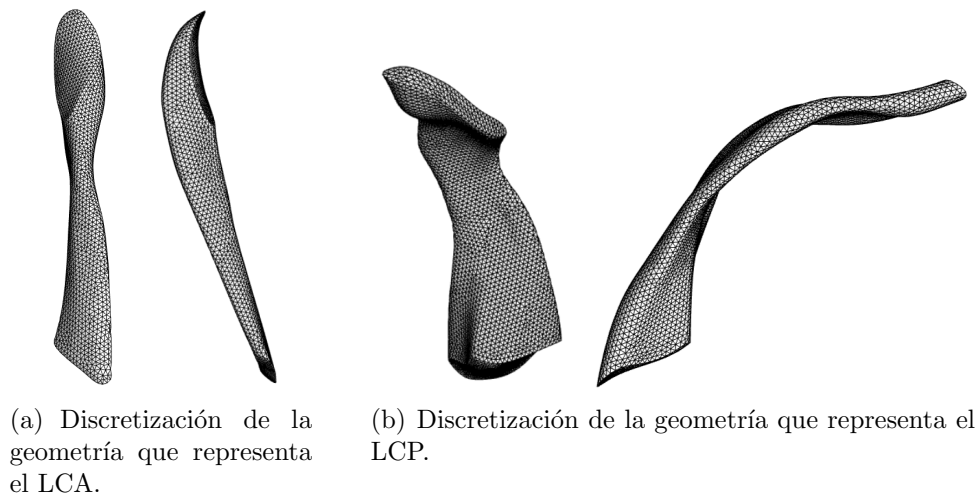 (a) Discretización de la
geometría que representa
el LCA.
(b) Discretización de la geometría que representa el
LCP.